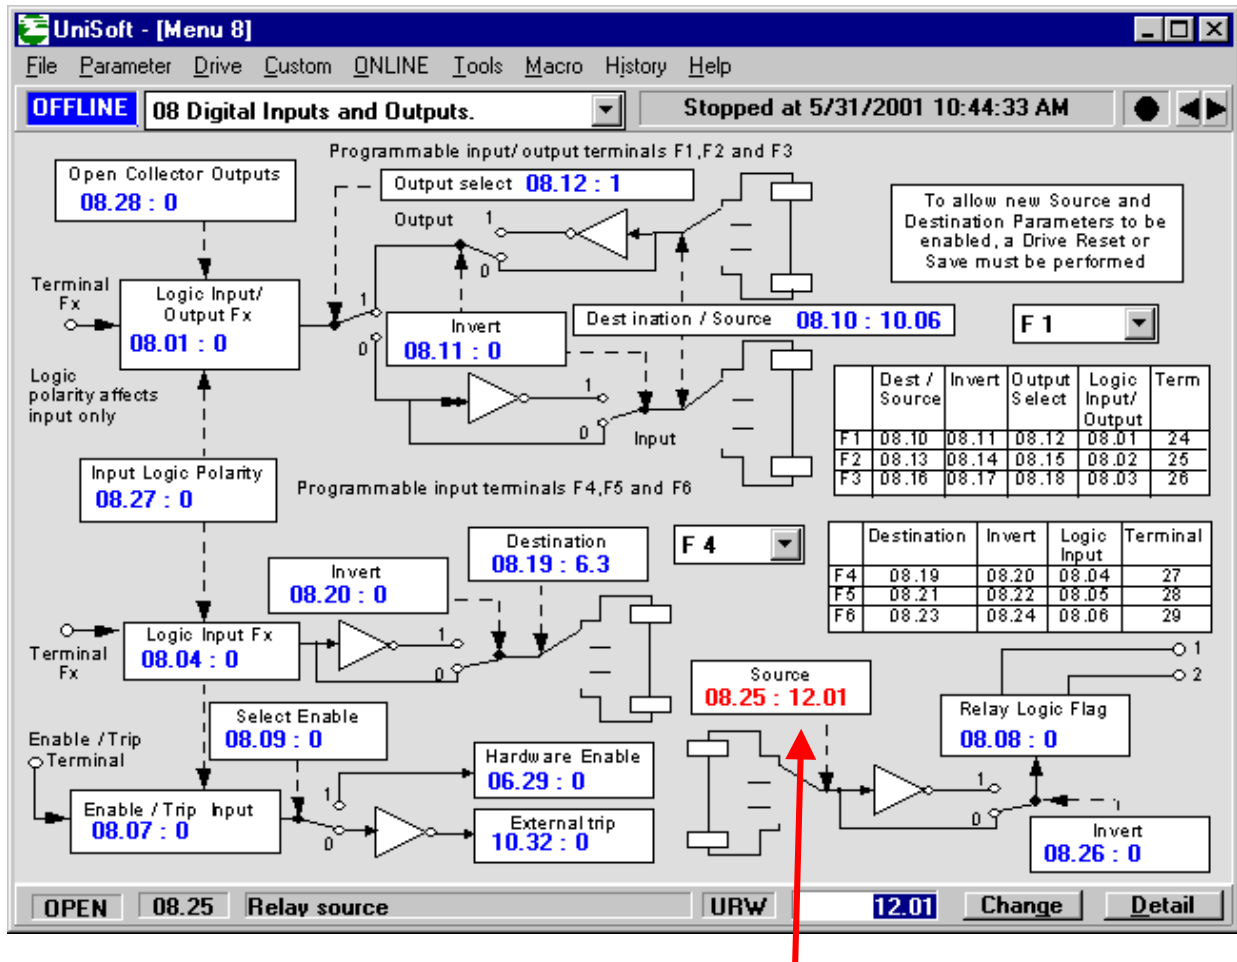 UniSoft - [Menu 8]
File Parameter Drive Custom ONLINE Tools Macro History Help
OFFLINE 08 Digital Inputs and Outputs. Stopped at 5/31/2001 10:44:33 AM
Programmable input/output terminals F1,F2 and F3
Open Collector Outputs
08.28 : 0
Output select 08.12 : 1
Output
1
0
To allow new Source and
Destination Parameters to be
enabled, a Drive Reset or
Save must be performed
Terminal
Fx
Logic Input/
Output Fx
08.01 : 0
1
0
Invert
08.11 : 0
Destination / Source 08.10 : 10.06
F 1
Logic
polarity affects
input only
1
0
Input
Dest / Source Invert Output Select Logic Input/ Output Term
F1 08.10 08.11 08.12 08.01 24
F2 08.13 08.14 08.15 08.02 25
F3 08.16 08.17 08.18 08.03 26
Input Logic Polarity
08.27 : 0
Programmable input terminals F4,F5 and F6
Destination
08.19 : 6.3
F 4
Invert
08.20 : 0
Destination Invert Logic Input Terminal
F4 08.19 08.20 08.04 27
F5 08.21 08.22 08.05 28
F6 08.23 08.24 08.06 29
Terminal
Fx
Logic Input Fx
08.04 : 0
1
0
1
2
Source
08.25 : 12.01
Relay Logic Flag
08.08 : 0
Select Enable
08.09 : 0
Enable / Trip
Terminal
Hardware Enable
06.29 : 0
Enable / Trip Input
08.07 : 0
1
0
External trip
10.32 : 0
1
0
Invert
08.26 : 0
OPEN 08.25 Relay source URW 12.01 Change Detail